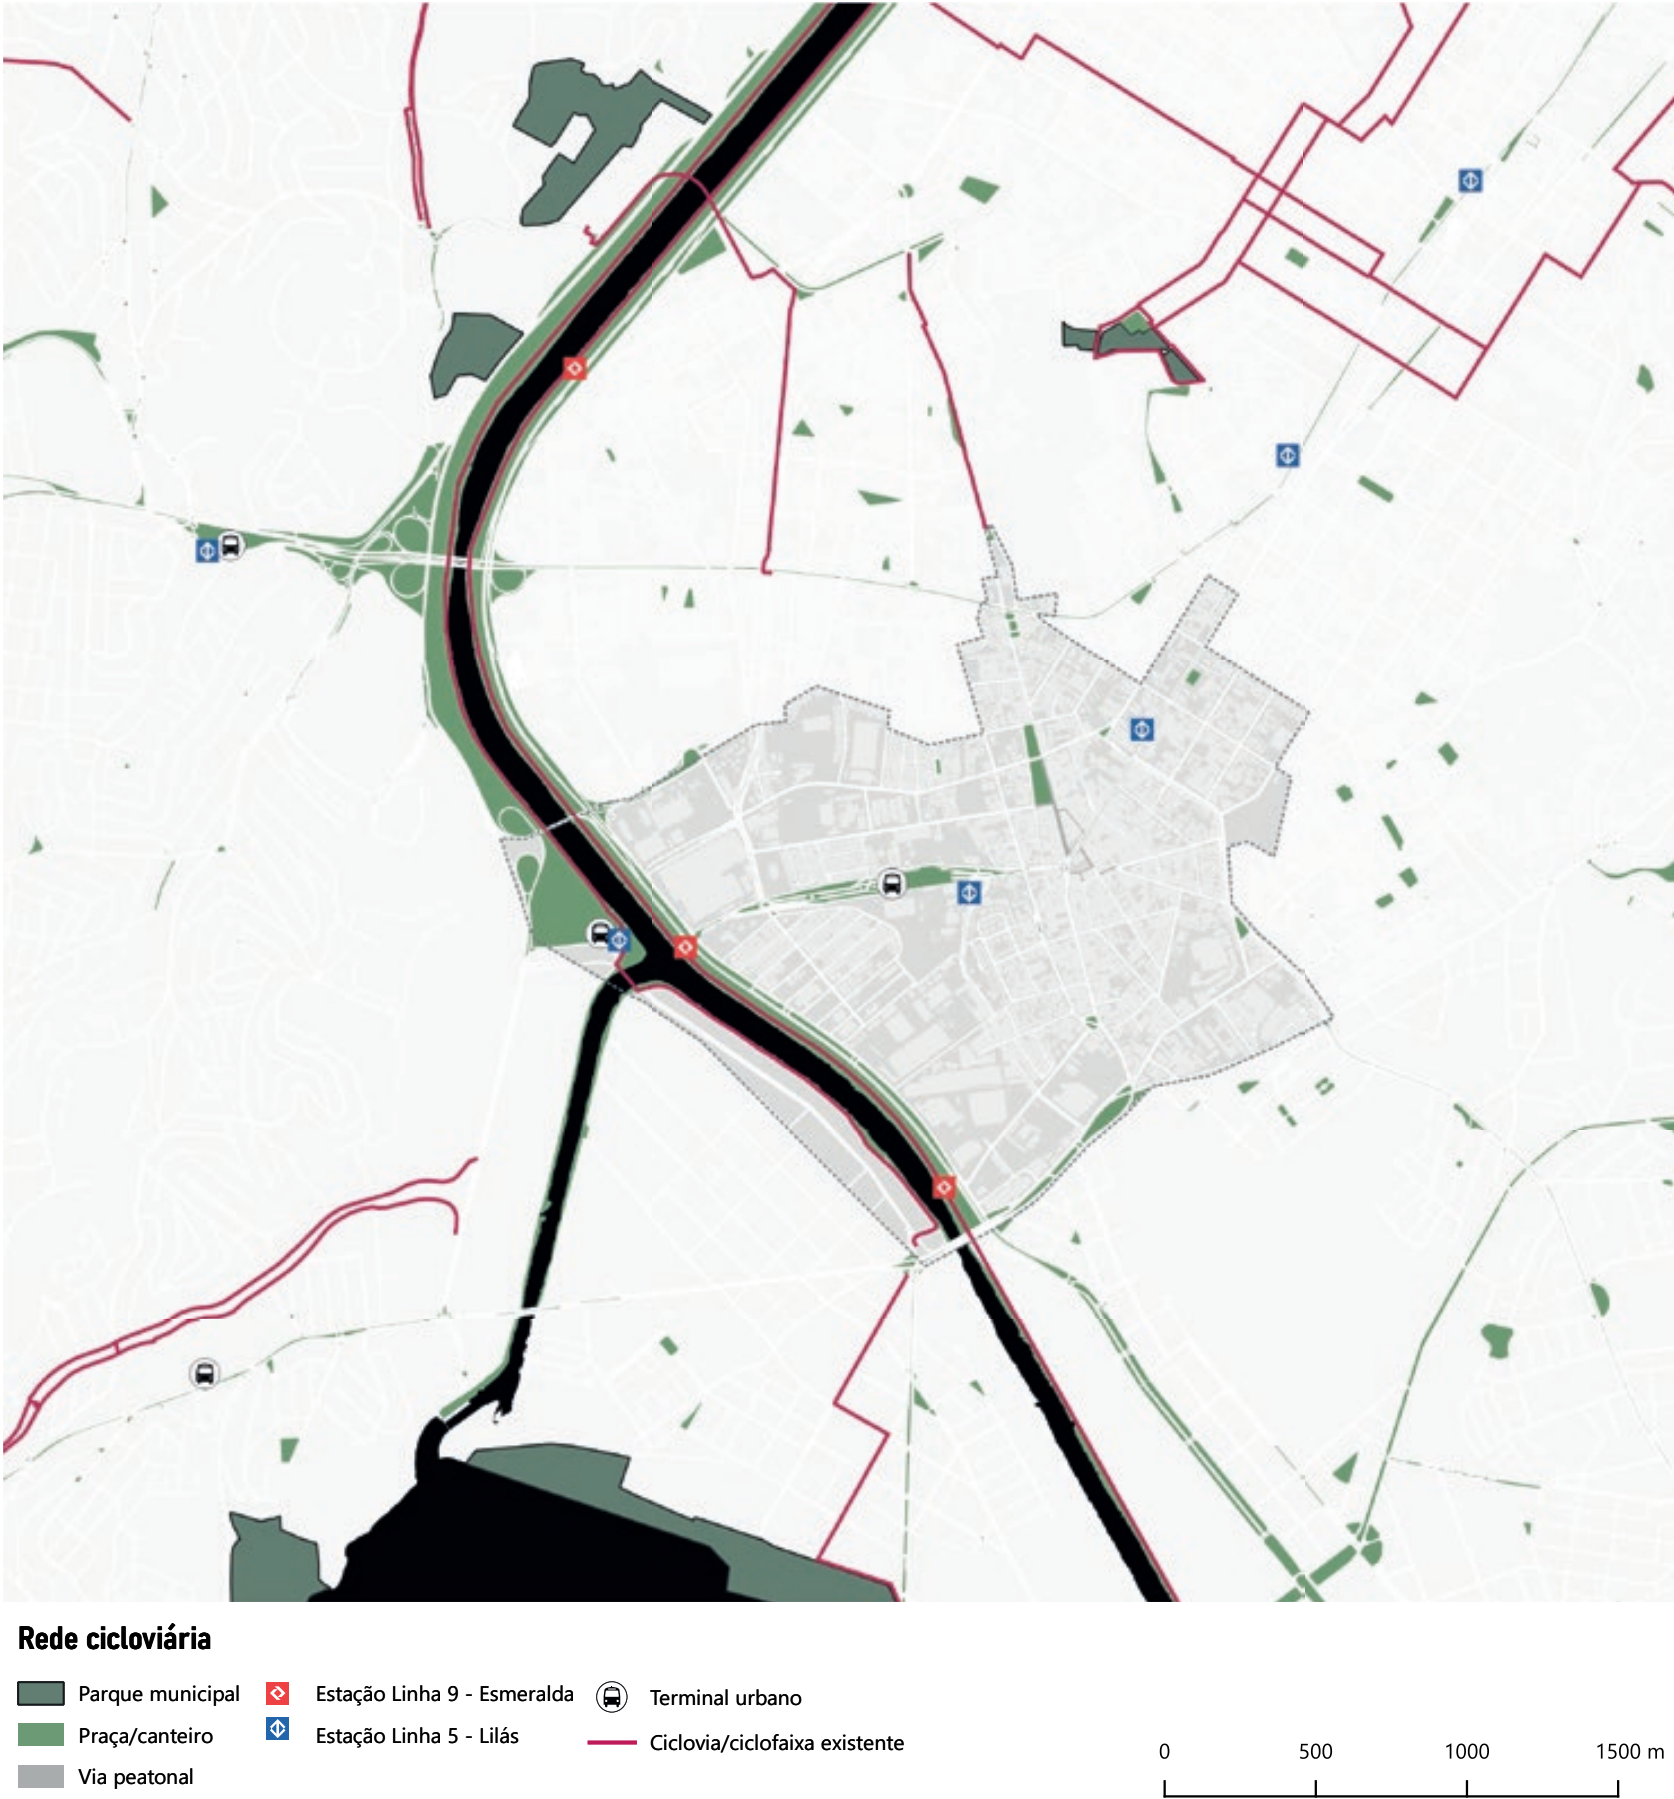 Rede cicloviária
Parque municipal
Praça/canteiro
Via peatonal
Estação Linha 9 - Esmeralda
Estação Linha 5 - Lilás
Terminal urbano
Ciclovia/ciclofaixa existente
0 500 1000 1500 m